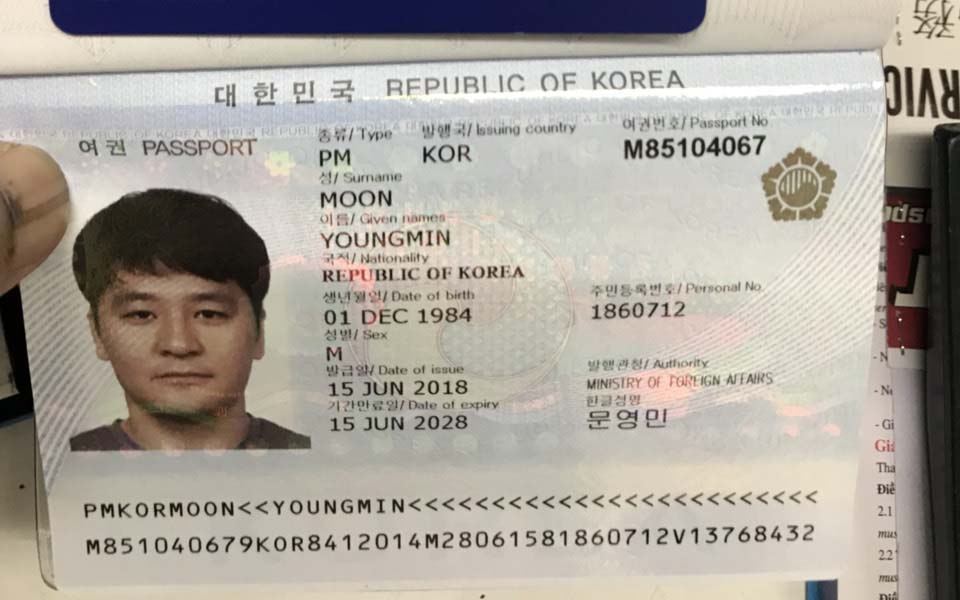 대한민국 REPUBLIC OF KOREA
여권 PASSPORT
종류/ Type 발행국/ Issuing country 여권번호/ Passport No
PM KOR M85104067
성/ Surname
MOON
이름/ Given names
YOUNGMIN
국적/ Nationality
REPUBLIC OF KOREA
생년월일/ Date of birth 주민등록번호/ Personal No
01 DEC 1984 1860712
성별/ Sex
M
발급일/ Date of issue 발행관청/ Authority
15 JUN 2018 MINISTRY OF FOREIGN AFFAIRS
기간만료일/ Date of expiry 한글성명
15 JUN 2028 문영민
PMKORMOON<<YOUNGMIN<<<<<<<<<<<<<<<<<<<<<<<<<
M851040679KOR8412014M28061581860712V13768432
Giá
Tha
Điề
2.1
mus
2.2
mus